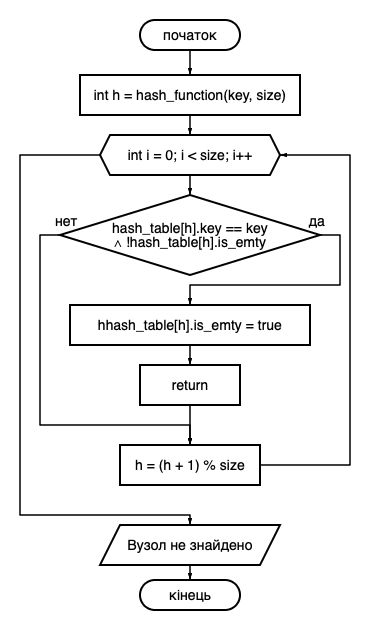 початок
int h = hash_function(key, size)
int i = 0; i < size; i++
нет
да
hash_table[h].key == key
∧ !hash_table[h].is_emty
hhash_table[h].is_emty = true
return
h = (h + 1) % size
Вузол не знайдено
кінець